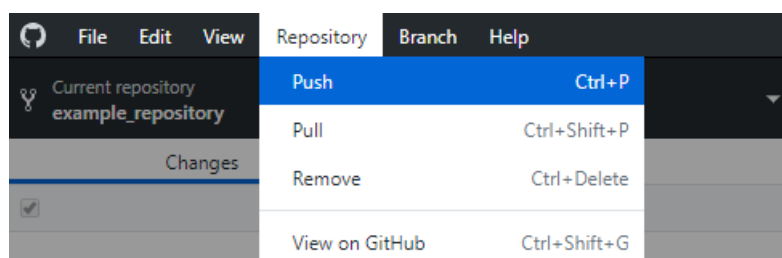 File Edit View Repository Branch Help
Current repository
example_repository
Changes
Push Ctrl+P
Pull Ctrl+Shift+P
Remove Ctrl+Delete
View on GitHub Ctrl+Shift+G